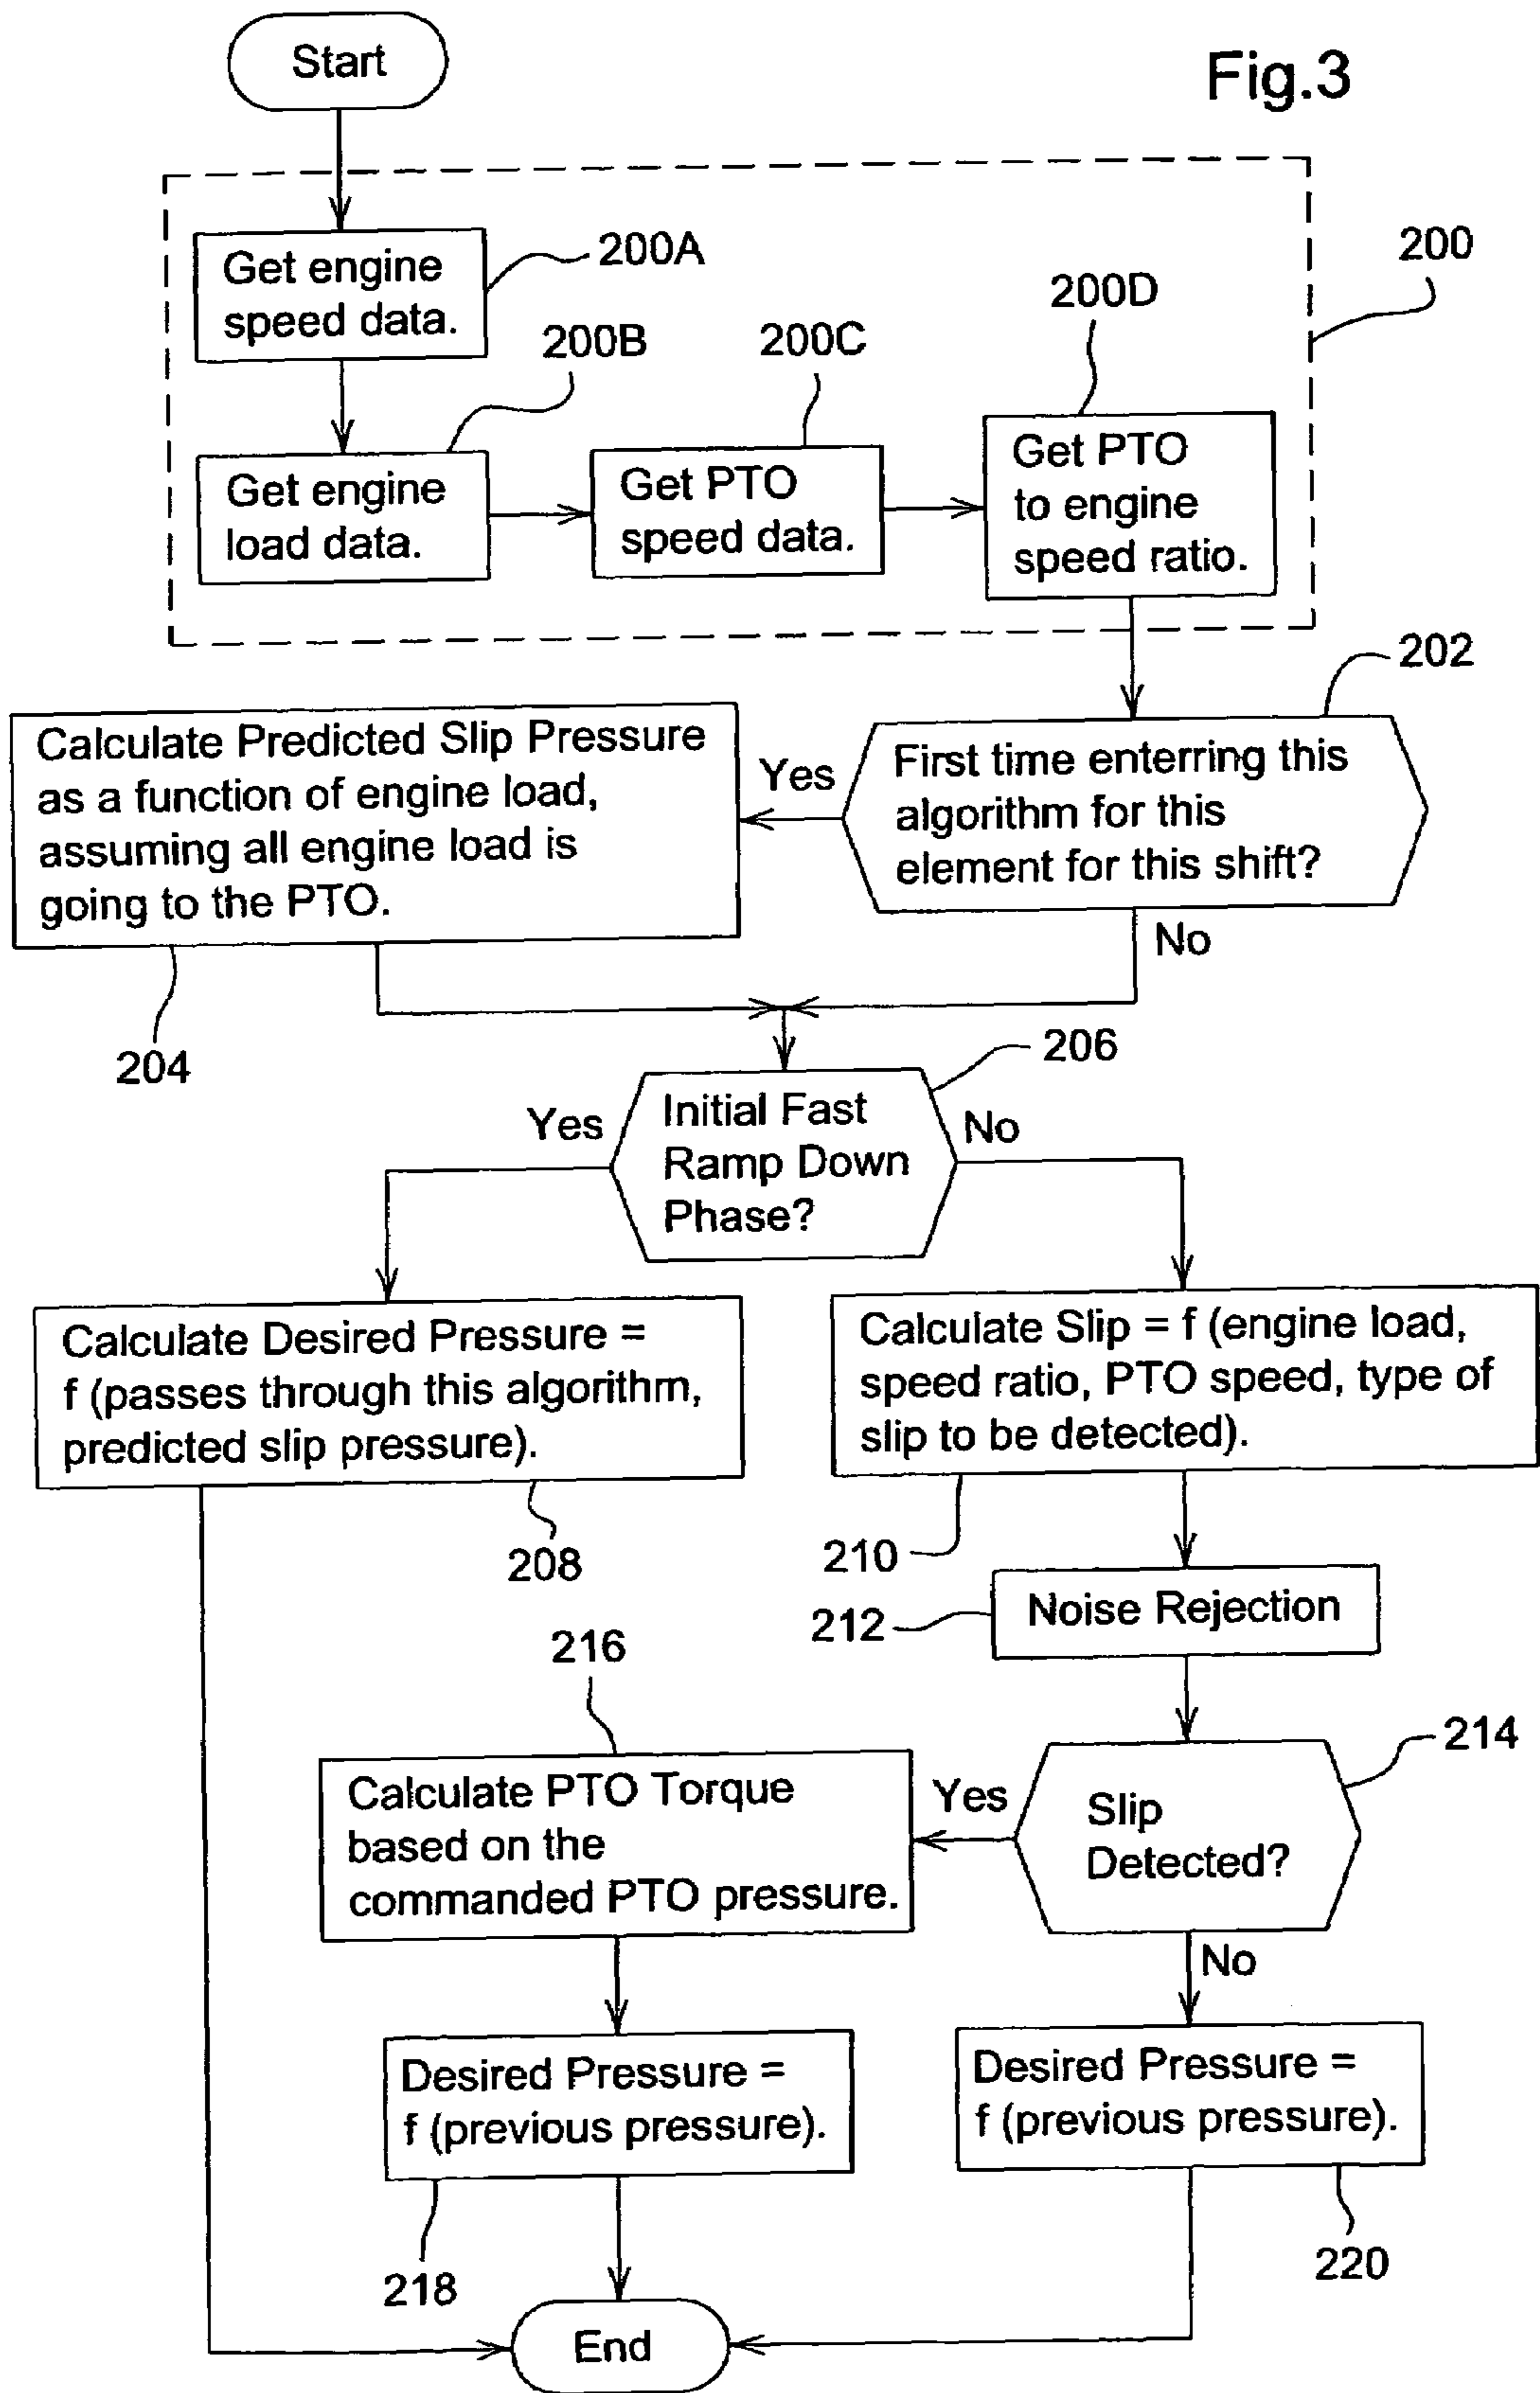 Start
Fig.3
200A
200
Get engine
speed data.
200B
200C
200D
Get engine
load data.
Get PTO
speed data.
Get PTO
to engine
speed ratio.
202
Calculate Predicted Slip Pressure
as a function of engine load,
assuming all engine load is
going to the PTO.
Yes
First time enterring this
algorithm for this
element for this shift?
No
204
206
Yes
Initial Fast
Ramp Down
Phase?
No
Calculate Desired Pressure =
f (passes through this algorithm,
predicted slip pressure).
Calculate Slip = f (engine load,
speed ratio, PTO speed, type of
slip to be detected).
208
210
212
Noise Rejection
216
214
Calculate PTO Torque
based on the
commanded PTO pressure.
Yes
Slip
Detected?
No
Desired Pressure =
f (previous pressure).
Desired Pressure =
f (previous pressure).
218
220
End